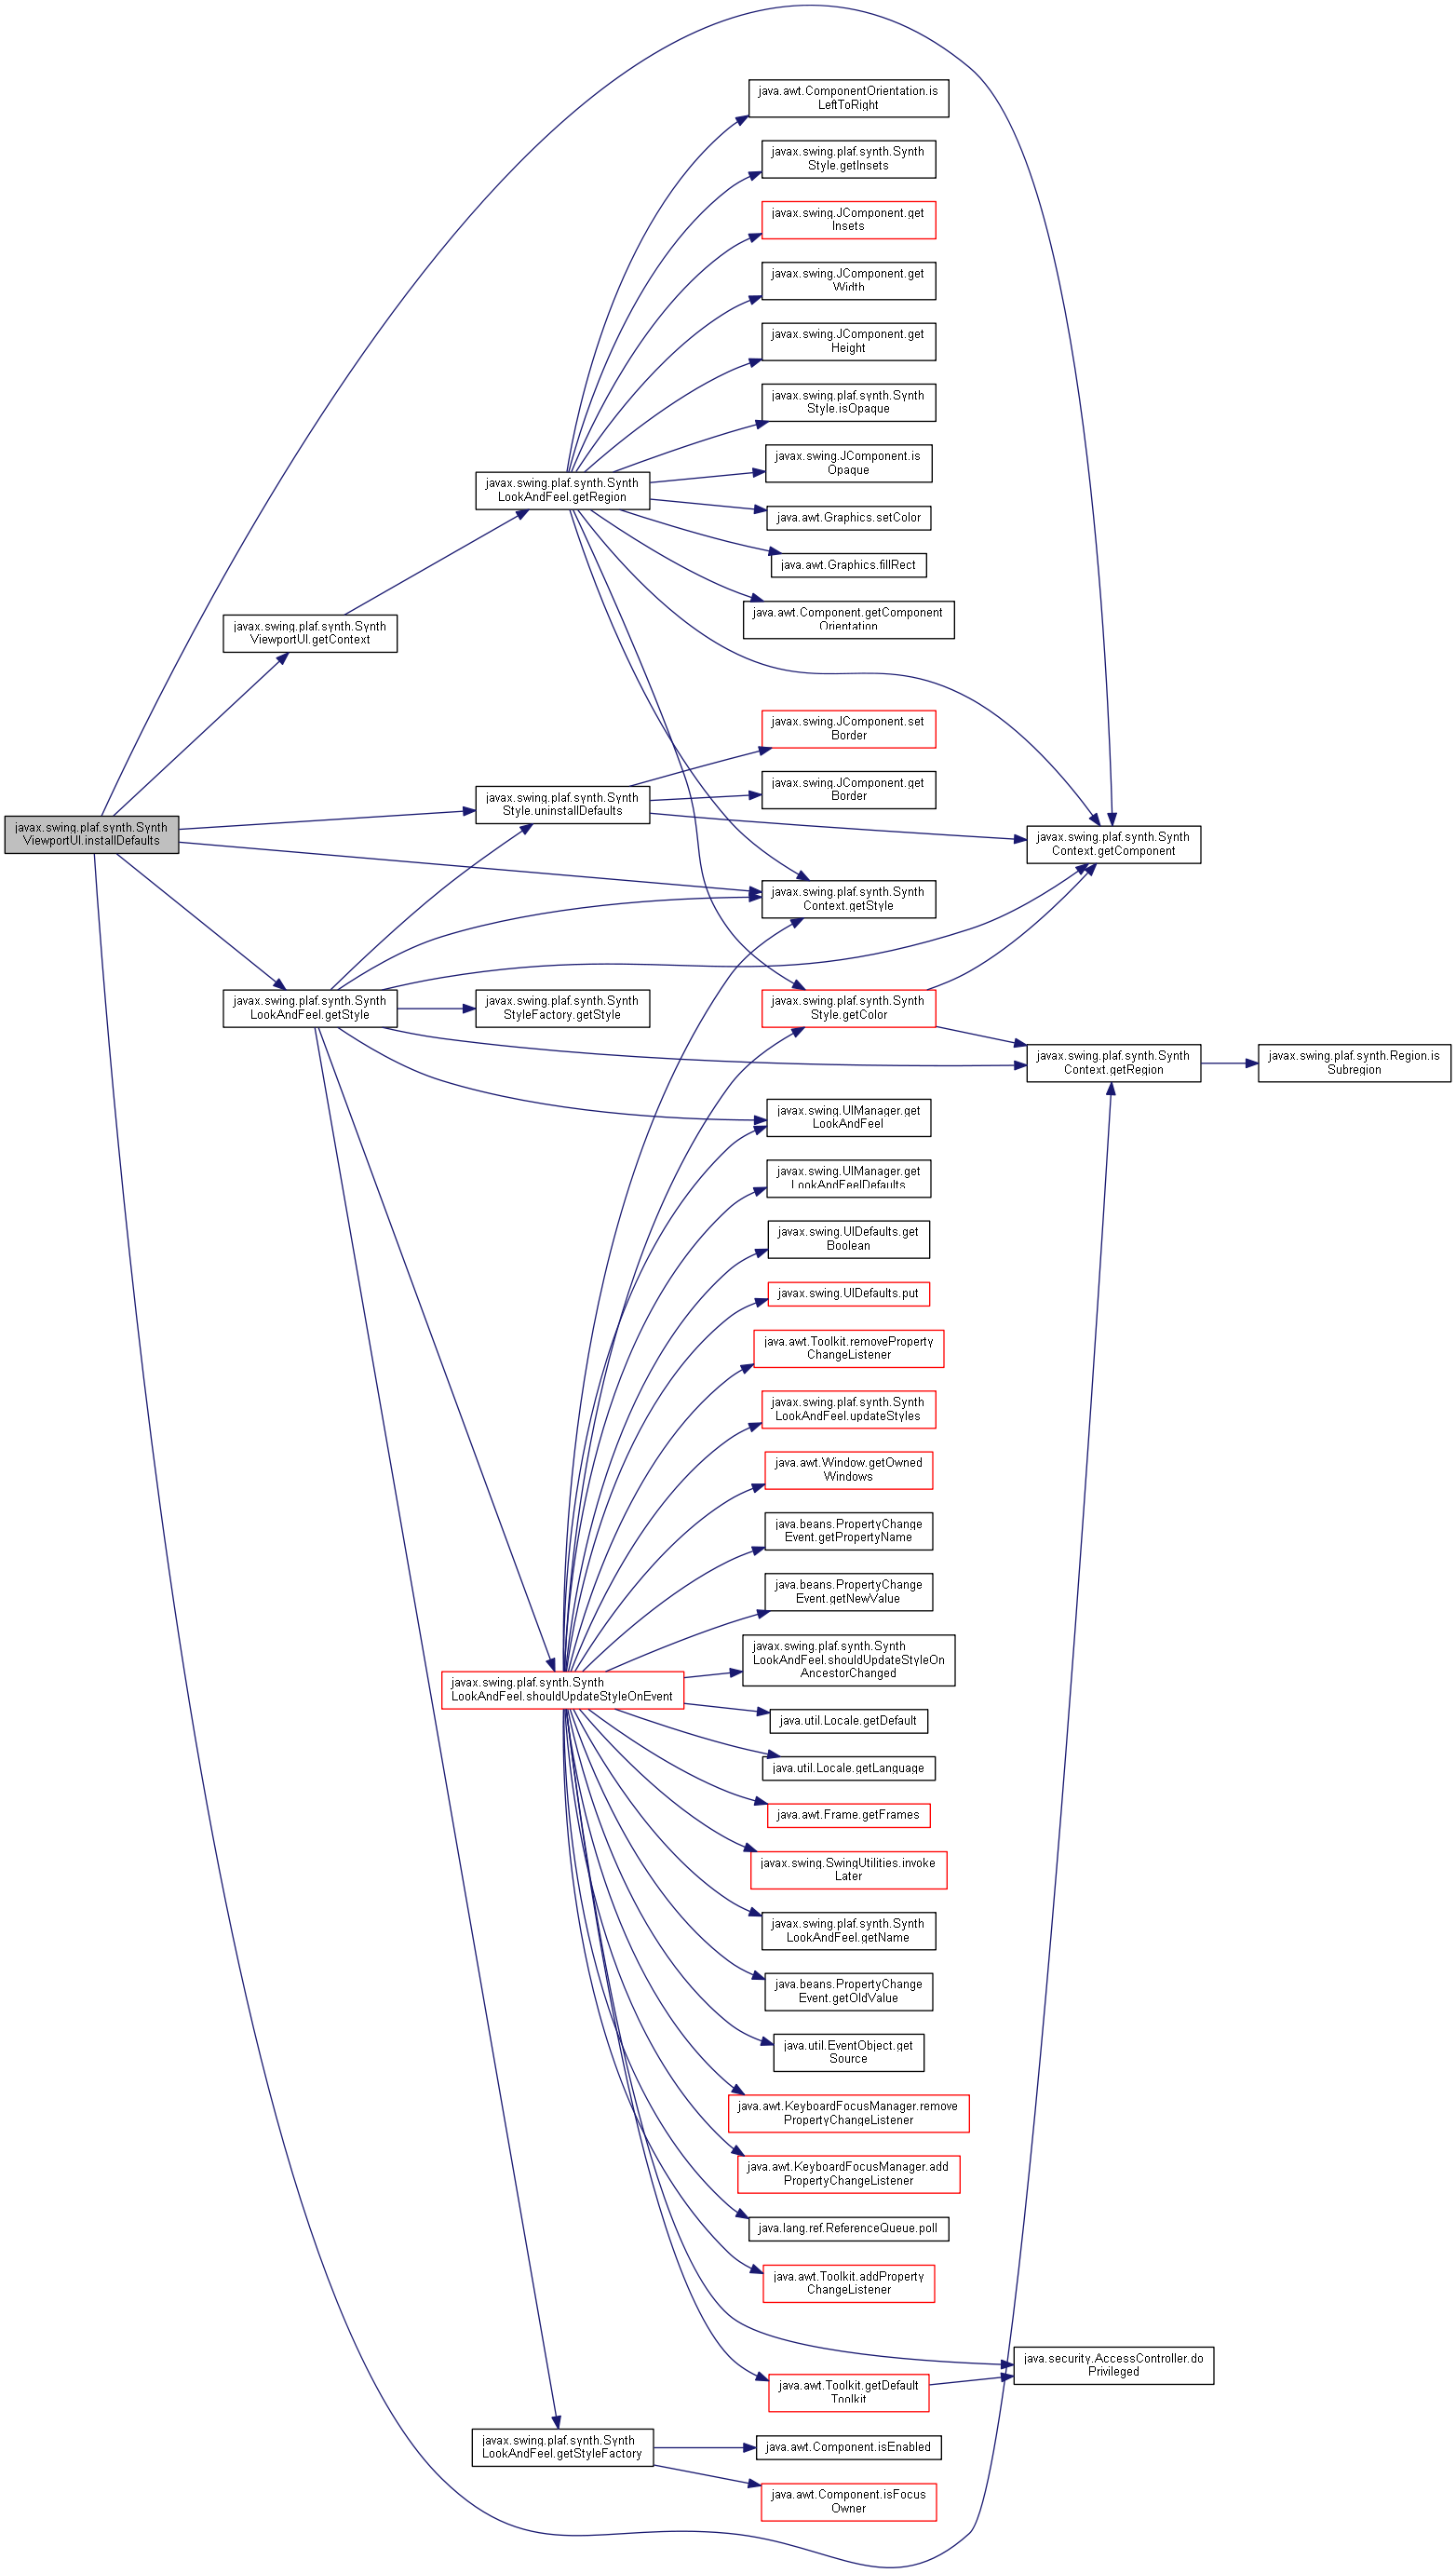 java.awt.ComponentOrientation.is
LeftToRight
javax.swing.plaf.synth.Synth
Style.getInsets
javax.swing.JComponent.get
Insets
javax.swing.JComponent.get
Width
javax.swing.JComponent.get
Height
javax.swing.plaf.synth.Synth
Style.isOpaque
javax.swing.JComponent.is
Opaque
javax.swing.plaf.synth.Synth
LookAndFeel.getRegion
java.awt.Graphics.setColor
java.awt.Graphics.fillRect
java.awt.Component.getComponent
Orientation
javax.swing.plaf.synth.Synth
ViewportUI.getContext
javax.swing.JComponent.set
Border
javax.swing.JComponent.get
Border
javax.swing.plaf.synth.Synth
Style.uninstallDefaults
javax.swing.plaf.synth.Synth
ViewportUI.installDefaults
javax.swing.plaf.synth.Synth
Context.getComponent
javax.swing.plaf.synth.Synth
Context.getStyle
javax.swing.plaf.synth.Synth
LookAndFeel.getStyle
javax.swing.plaf.synth.Synth
StyleFactory.getStyle
javax.swing.plaf.synth.Synth
Style.getColor
javax.swing.plaf.synth.Synth
Context.getRegion
javax.swing.plaf.synth.Region.is
Subregion
javax.swing.UIManager.get
LookAndFeel
javax.swing.UIManager.get
LookAndFeelDefaults
javax.swing.UIDefaults.get
Boolean
javax.swing.UIDefaults.put
java.awt.Toolkit.removeProperty
ChangeListener
javax.swing.plaf.synth.Synth
LookAndFeel.updateStyles
java.awt.Window.getOwned
Windows
java.beans.PropertyChange
Event.getPropertyName
java.beans.PropertyChange
Event.getNewValue
javax.swing.plaf.synth.Synth
LookAndFeel.shouldUpdateStyleOn
AncestorChanged
javax.swing.plaf.synth.Synth
LookAndFeel.shouldUpdateStyleOnEvent
java.util.Locale.getDefault
java.util.Locale.getLanguage
java.awt.Frame.getFrames
javax.swing.SwingUtilities.invoke
Later
javax.swing.plaf.synth.Synth
LookAndFeel.getName
java.beans.PropertyChange
Event.getOldValue
java.util.EventObject.get
Source
java.awt.KeyboardFocusManager.remove
PropertyChangeListener
java.awt.KeyboardFocusManager.add
PropertyChangeListener
java.lang.ref.ReferenceQueue.poll
java.awt.Toolkit.addProperty
ChangeListener
java.security.AccessController.do
Privileged
java.awt.Toolkit.getDefault
Toolkit
javax.swing.plaf.synth.Synth
LookAndFeel.getStyleFactory
java.awt.Component.isEnabled
java.awt.Component.isFocus
Owner